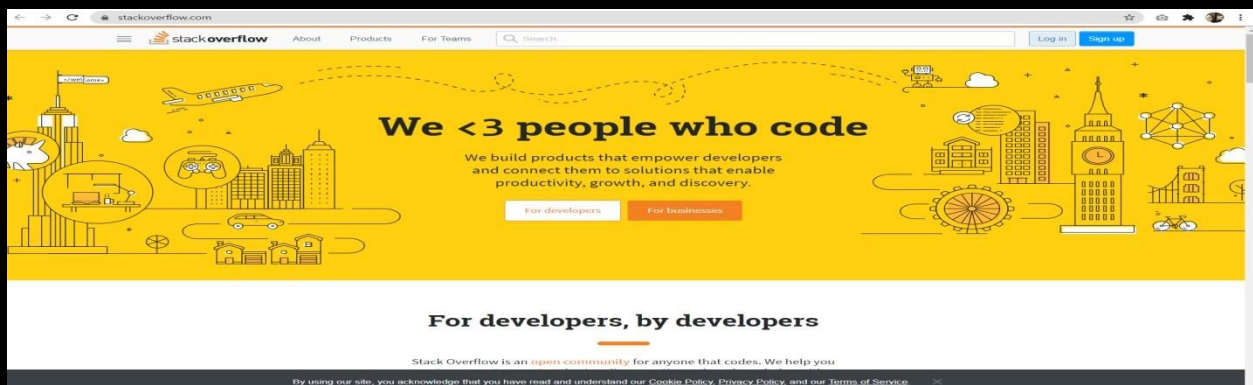 stackoverflow.com
stackoverflow About Products For Teams Search... Log in Sign up
</welcome>
We <3 people who code
We build products that empower developers
and connect them to solutions that enable
productivity, growth, and discovery.
For developers For businesses
For developers, by developers
Stack Overflow is an open community for anyone that codes. We help you
By using our site, you acknowledge that you have read and understand our Cookie Policy, Privacy Policy, and our Terms of Service.